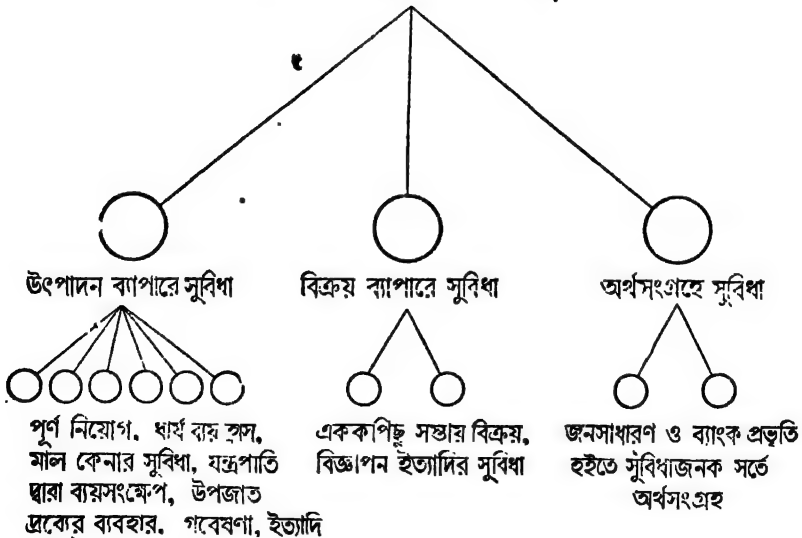 উৎপাদন ব্যাপারে সুবিধা
বিক্রয় ব্যাপারে সুবিধা
অর্থসংগ্রহে সুবিধা
পূর্ণ নিয়োগ, ধার্য ব্যয় হ্রাস,
মাল কেনার সুবিধা, যন্ত্রপাতি
দ্বারা ব্যয়সংক্ষেপ, উপজাত
দ্রব্যের ব্যবহার, গবেষণা, ইত্যাদি
এককপিছু সস্তায় বিক্রয়,
বিজ্ঞাপন ইত্যাদির সুবিধা
জনসাধারণ ও ব্যাংক প্রভৃতি
হইতে সুবিধাজনক সর্তে
অর্থসংগ্রহ